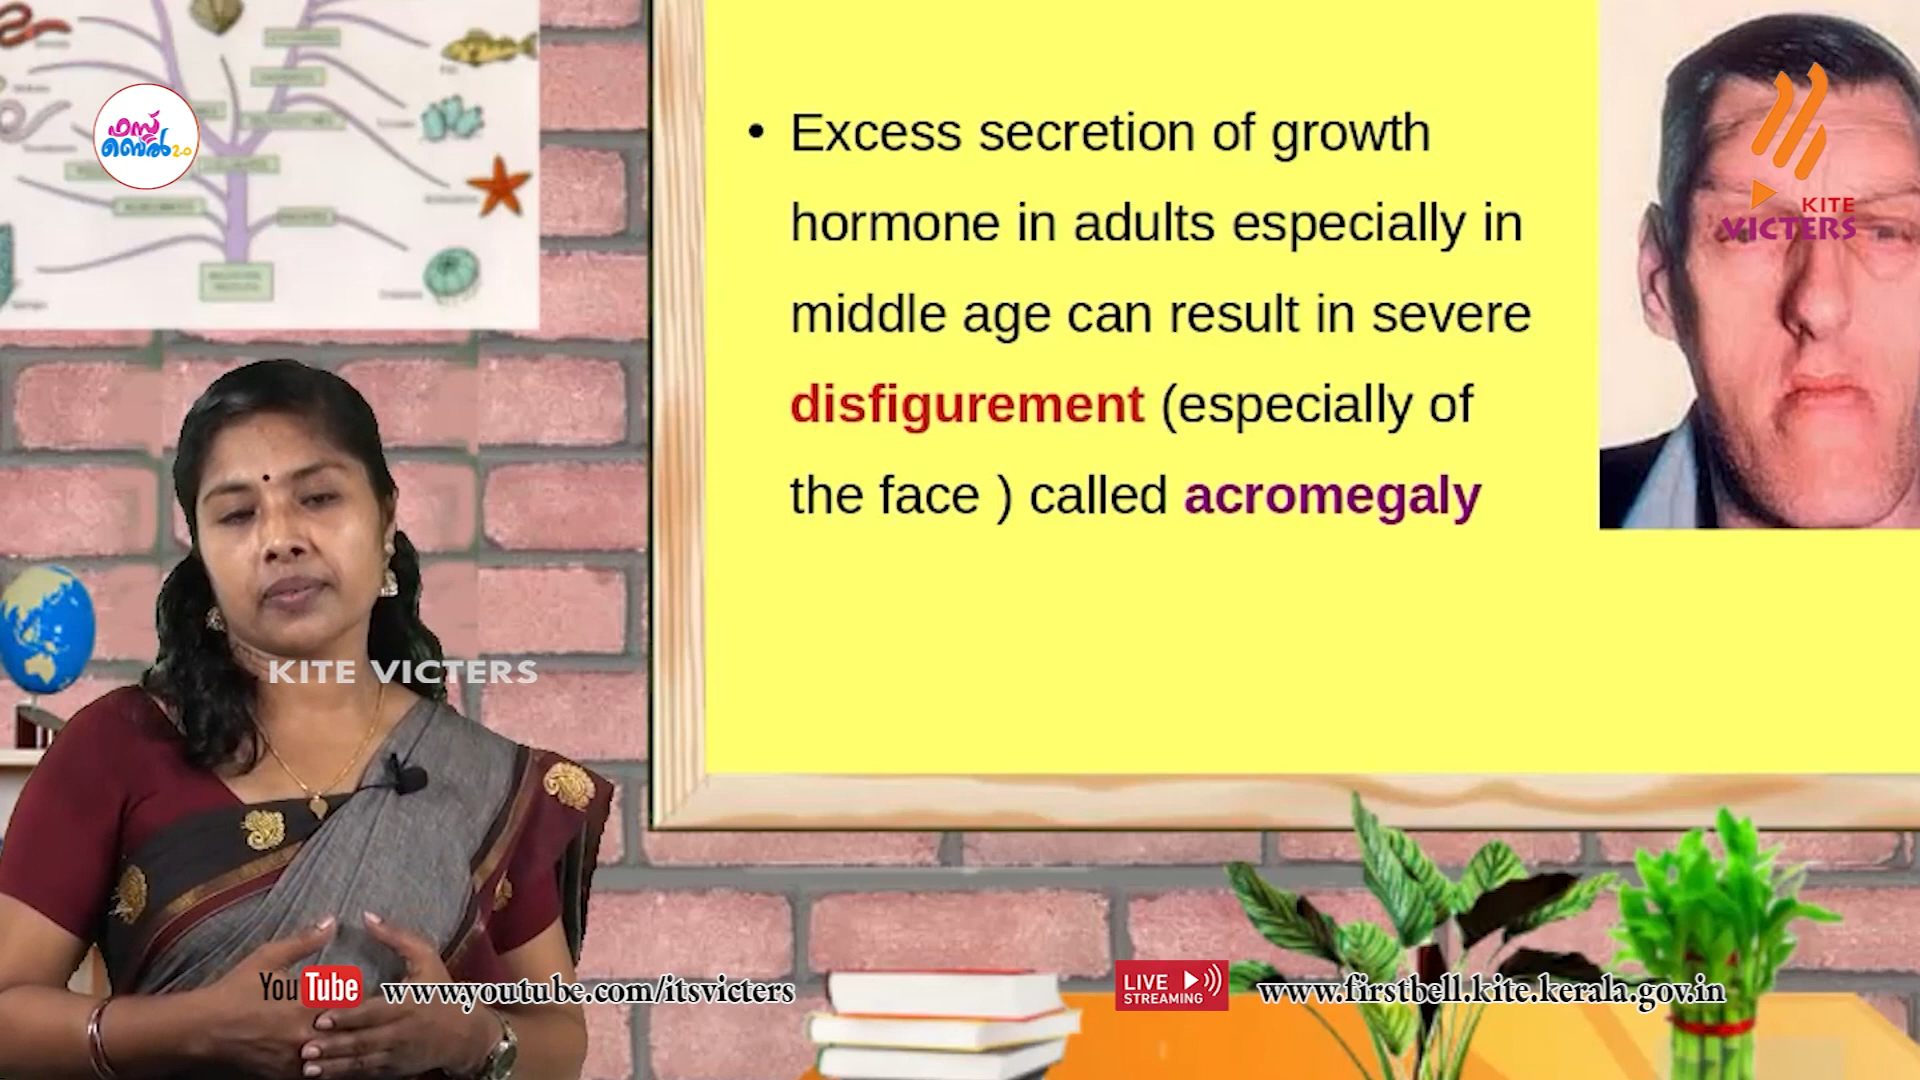 ഫസ്റ്റ്
ബെൽ 2.0
• Excess secretion of growth
hormone in adults especially in
middle age can result in severe
disfigurement (especially of
the face ) called acromegaly
KITE
VICTERS
KITE VICTERS
YouTube www.youtube.com/itsvicters
LIVE
STREAMING
www.firstbell.kite.kerala.gov.in